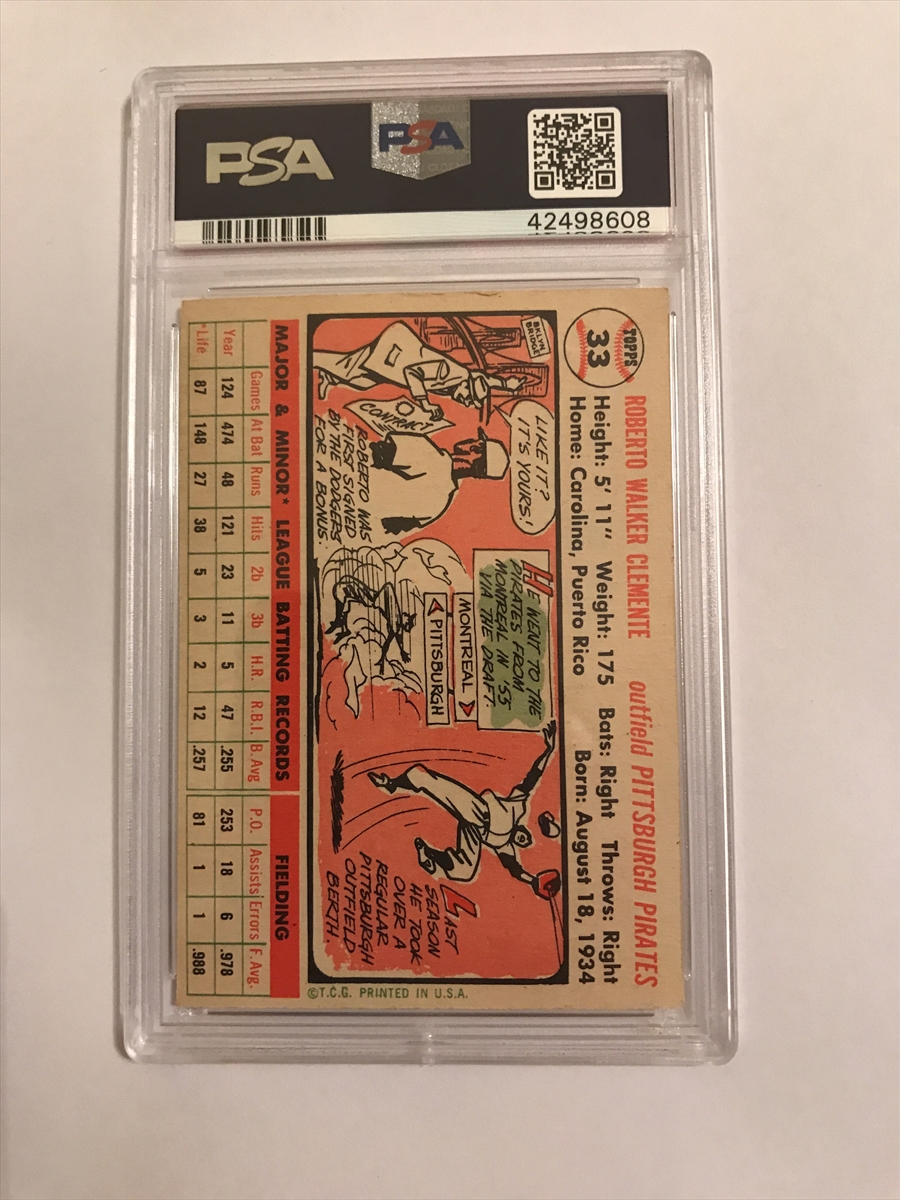 PSA
PSA
42498608
TOPPS
33
ROBERTO WALKER CLEMENTE outfield PITTSBURGH PIRATES
Height: 5' 11" Weight: 175 Bats: Right Throws: Right
Home: Carolina, Puerto Rico Born: August 18, 1934
BKLYN
BRIDGE
LIKE IT?
IT'S YOURS!
CONTRACT
ROBERTO WAS
FIRST SIGNED
BY THE DODGERS
FOR A BONUS.
HE WENT TO THE
PIRATES FROM
MONTREAL IN '55
VIA THE DRAFT.
MONTREAL
PITTSBURGH
LAST
SEASON
HE TOOK
OVER A
REGULAR
PITTSBURGH
OUTFIELD
BERTH.
MAJOR & MINOR* LEAGUE BATTING RECORDS FIELDING
Games At Bat Runs Hits 2b 3b H.R. R.B.I. B. Avg P.O. Assists Errors F. Avg.
Year 124 474 48 121 23 11 5 47 .255 253 18 6 .978
*Life 87 148 27 38 5 3 2 12 .257 81 1 1 .988
©T.C.G. PRINTED IN U.S.A.